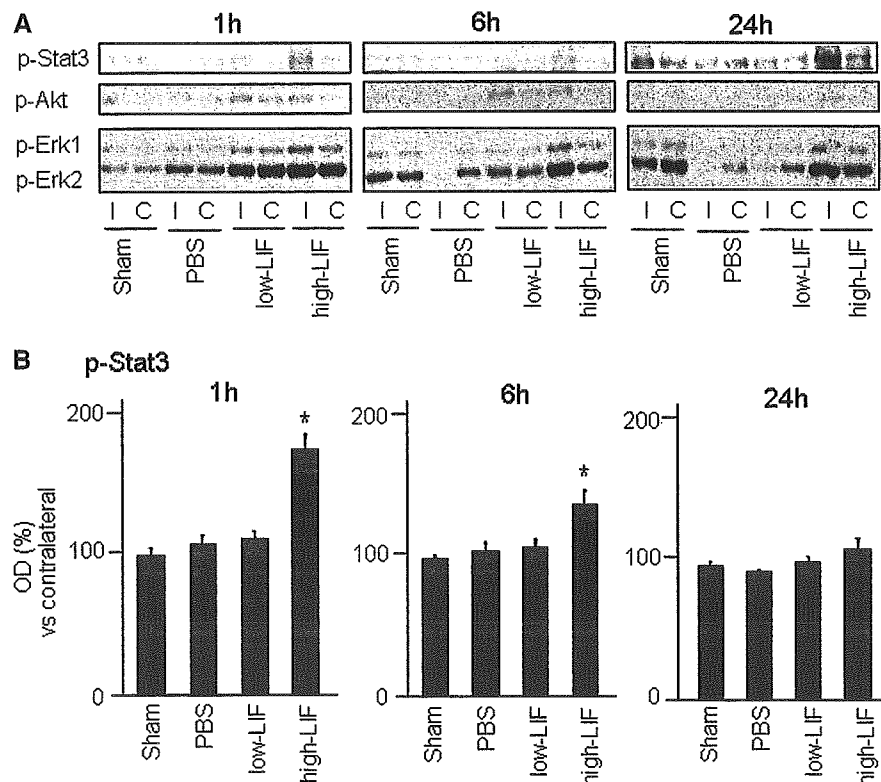 A
1h 6h 24h
p-Stat3
p-Akt
p-Erk1
p-Erk2
I C I C I C I C I C I C I C I C I C I C I C I C
Sham PBS low-LIF high-LIF Sham PBS low-LIF high-LIF Sham PBS low-LIF high-LIF
B p-Stat3
1h 6h 24h
OD (%)
vs contralateral
200 200 200
100 100 100
0 0 0
* *
Sham PBS low-LIF high-LIF Sham PBS low-LIF high-LIF Sham PBS low-LIF high-LIF